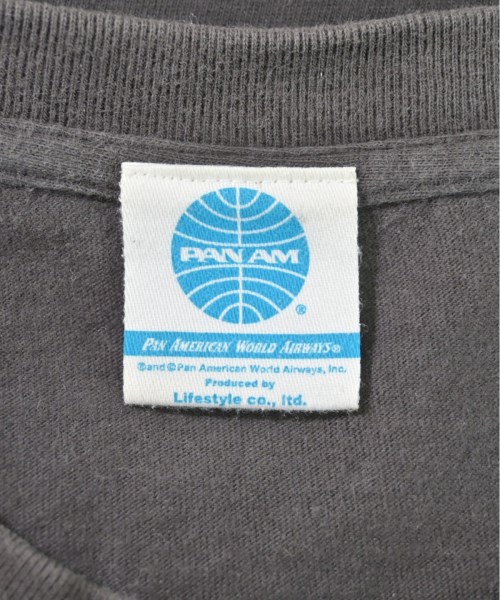 PAN AM
®
PAN AMERICAN WORLD AIRWAYS®
®and ©Pan American World Airways, Inc.
Produced by
Lifestyle co., ltd.